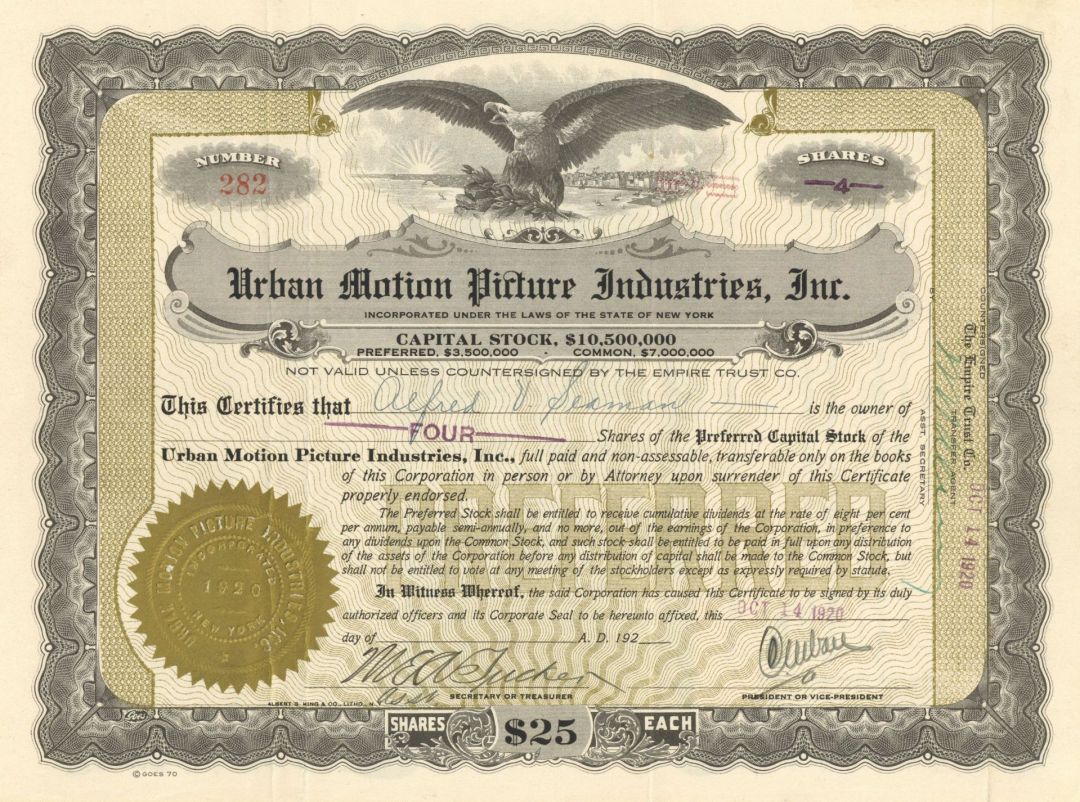 NUMBER
282
SHARES
4
Urban Motion Picture Industries, Inc.
INCORPORATED UNDER THE LAWS OF THE STATE OF NEW YORK
CAPITAL STOCK, $10,500,000
PREFERRED, $3,500,000 · COMMON, $7,000,000
NOT VALID UNLESS COUNTERSIGNED BY THE EMPIRE TRUST CO.
This Certifies that Alfred V Seaman is the owner of
FOUR Shares of the Preferred Capital Stock of the
Urban Motion Picture Industries, Inc., full paid and non-assessable, transferable only on the books
of this Corporation in person or by Attorney upon surrender of this Certificate
properly endorsed.
PREFERRED
The Preferred Stock shall be entitled to receive cumulative dividends at the rate of eight per cent
per annum, payable semi-annually, and no more, out of the earnings of the Corporation, in preference to
any dividends upon the Common Stock, and such stock shall be entitled to be paid in full upon any distribution
of the assets of the Corporation before any distribution of capital shall be made to the Common Stock, but
shall not be entitled to vote at any meeting of the stockholders except as expressly required by statute.
In Witness Whereof, the said Corporation has caused this Certificate to be signed by its duly
authorized officers and its Corporate Seal to be hereunto affixed, this OCT 14 1920
day of A. D. 192
URBAN MOTION PICTURE INDUSTRIES, INC.
INCORPORATED
1920
NEW YORK
W E A Tucker
Asst
SECRETARY OR TREASURER
C Urban
PRESIDENT OR VICE-PRESIDENT
COUNTERSIGNED
The Empire Trust Co.
TRANSFER AGENT
BY
ASST. SECRETARY
OCT 14 1920
ALBERT B. KING & CO., LITHO., N.
Goes
SHARES $25 EACH
© GOES 70